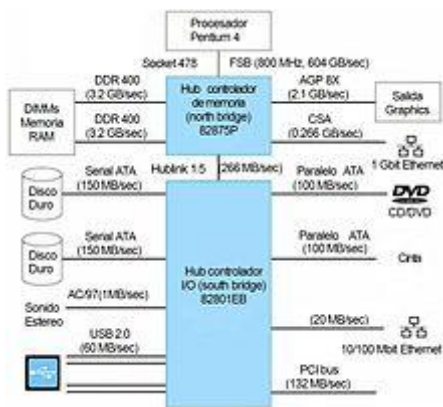 Procesador
Pentium 4
Socket 478
FSB (800 MHz, 604 GB/sec)
DDR 400
(3.2 GB/sec)
Hub controlador
de memoria
(north bridge)
82875P
AGP 8X
(2.1 GB/sec)
Salida
Graphics
DIMMs
Memoria
RAM
DDR 400
(3.2 GB/sec)
CSA
(0.266 GB/sec)
1 Gbit Ethernet
Hublink 1.5
(266 MB/sec)
Serial ATA
(150 MB/sec)
Disco
Duro
Paralelo ATA
(100 MB/sec)
DVD
CD/DVD
Serial ATA
(150 MB/sec)
Disco
Duro
Hub controlador
I/O (south bridge)
82801EB
Paralelo ATA
(100 MB/sec)
Cinta
AC/97(1MB/sec)
Sonido
Estereo
(20 MB/sec)
10/100 Mbit Ethernet
USB 2.0
(60 MB/sec)
PCI bus
(132 MB/sec)